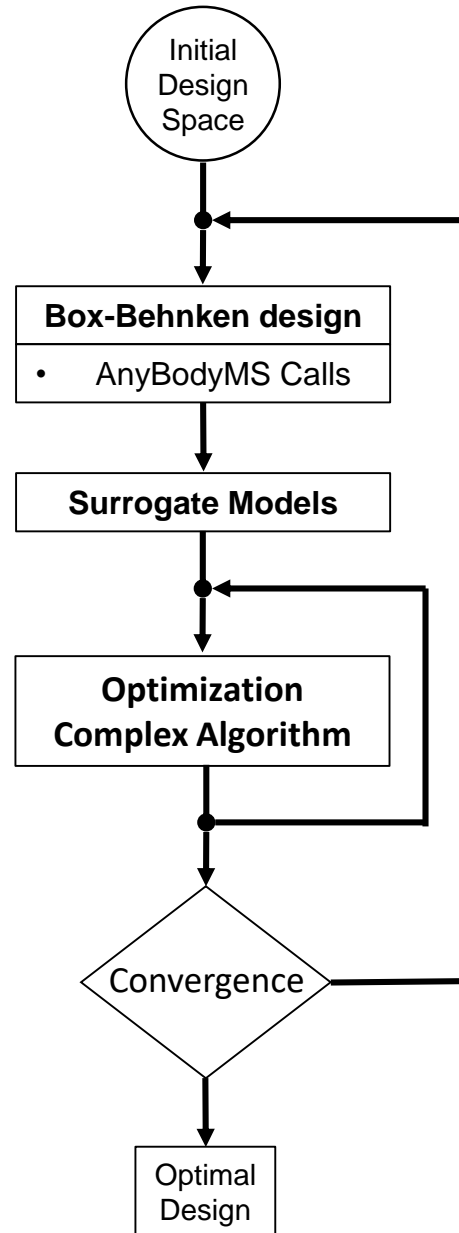 Initial
Design
Space
Box-Behnken design
• AnyBodyMS Calls
Surrogate Models
Optimization
Complex Algorithm
Convergence
Optimal
Design